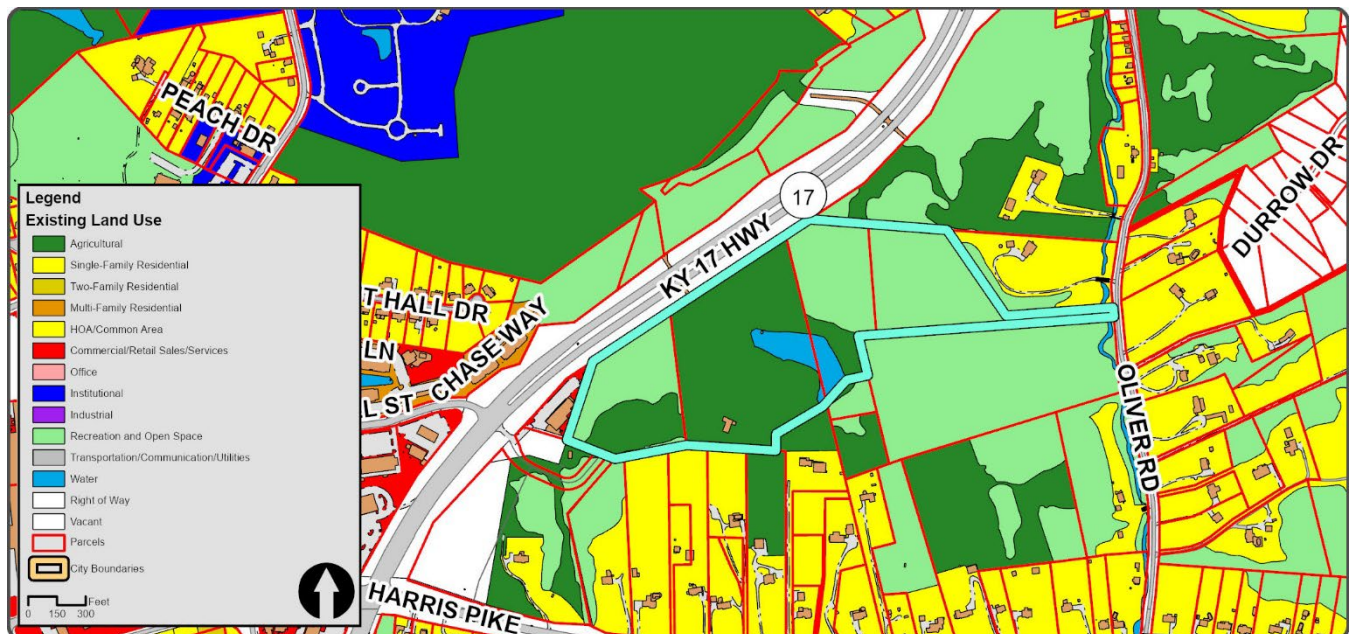 PEACH DR
17
KY 17 HWY
DURROW DR
T HALL DR
LN
CHASE WAY
L ST
OLIVER RD
HARRIS PIKE
Legend
Existing Land Use
Agricultural
Single-Family Residential
Two-Family Residential
Multi-Family Residential
HOA/Common Area
Commercial/Retail Sales/Services
Office
Institutional
Industrial
Recreation and Open Space
Transportation/Communication/Utilities
Water
Right of Way
Vacant
Parcels
City Boundaries
Feet
0 150 300